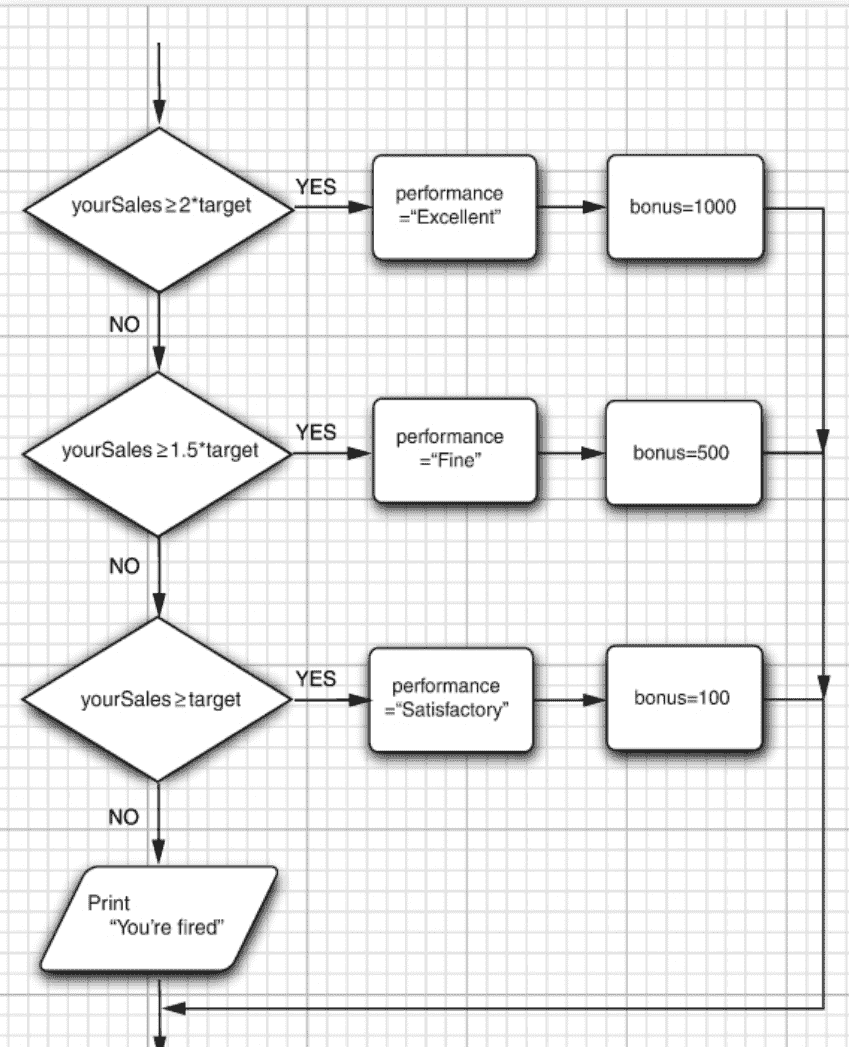 yourSales≥2*target
YES
performance
=“Excellent”
bonus=1000
NO
yourSales≥1.5*target
YES
performance
=“Fine”
bonus=500
NO
yourSales≥target
YES
performance
=“Satisfactory”
bonus=100
NO
Print
“You’re fired”